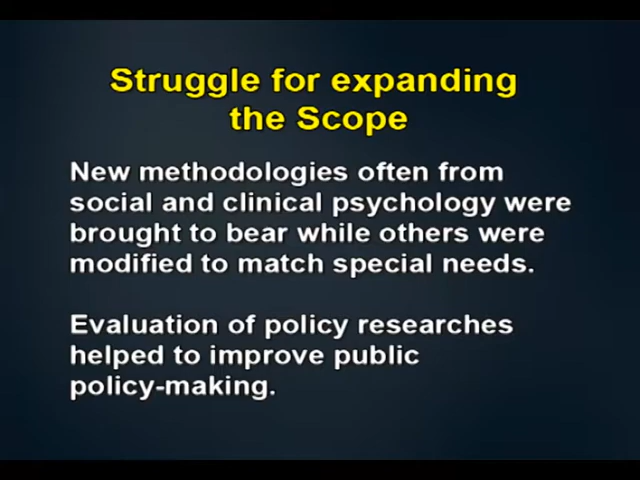 Struggle for expanding
the Scope
New methodologies often from
social and clinical psychology were
brought to bear while others were
modified to match special needs.
Evaluation of policy researches
helped to improve public
policy-making.